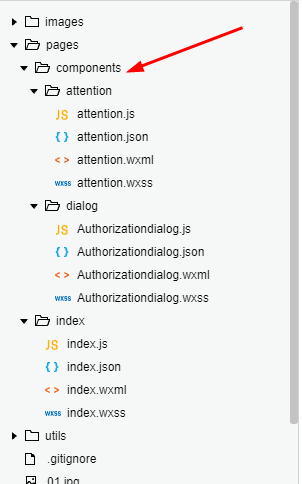 images
pages
components
attention
JS attention.js
{ } attention.json
< > attention.wxml
wxss attention.wxss
dialog
JS Authorizationdialog.js
{ } Authorizationdialog.json
< > Authorizationdialog.wxml
wxss Authorizationdialog.wxss
index
JS index.js
{ } index.json
< > index.wxml
wxss index.wxss
utils
.gitignore
01.jpg